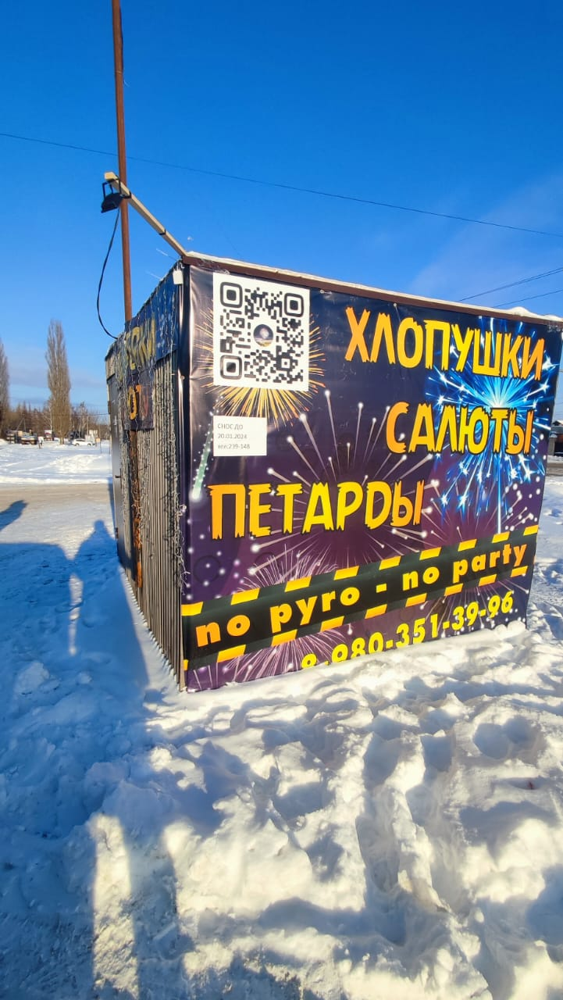 ХЛОПУШКИ
САЛЮТЫ
СНОС ДО
20.01.2024
тел:239-148
ПЕТАРДЫ
no pyro - no party
8-980-351-39-96